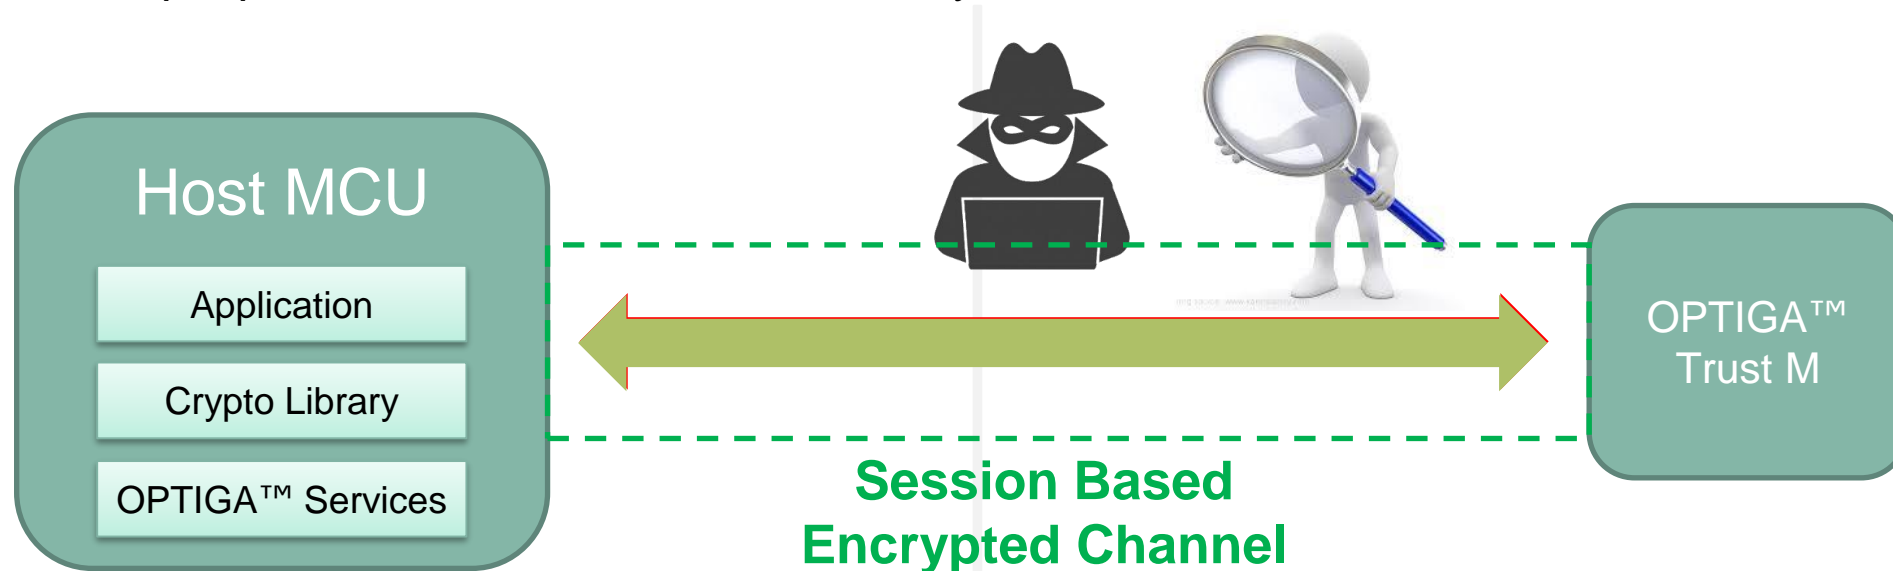 Host MCU
Application
Crypto Library
OPTIGA™ Services
OPTIGA™
Trust M
Session Based
Encrypted Channel